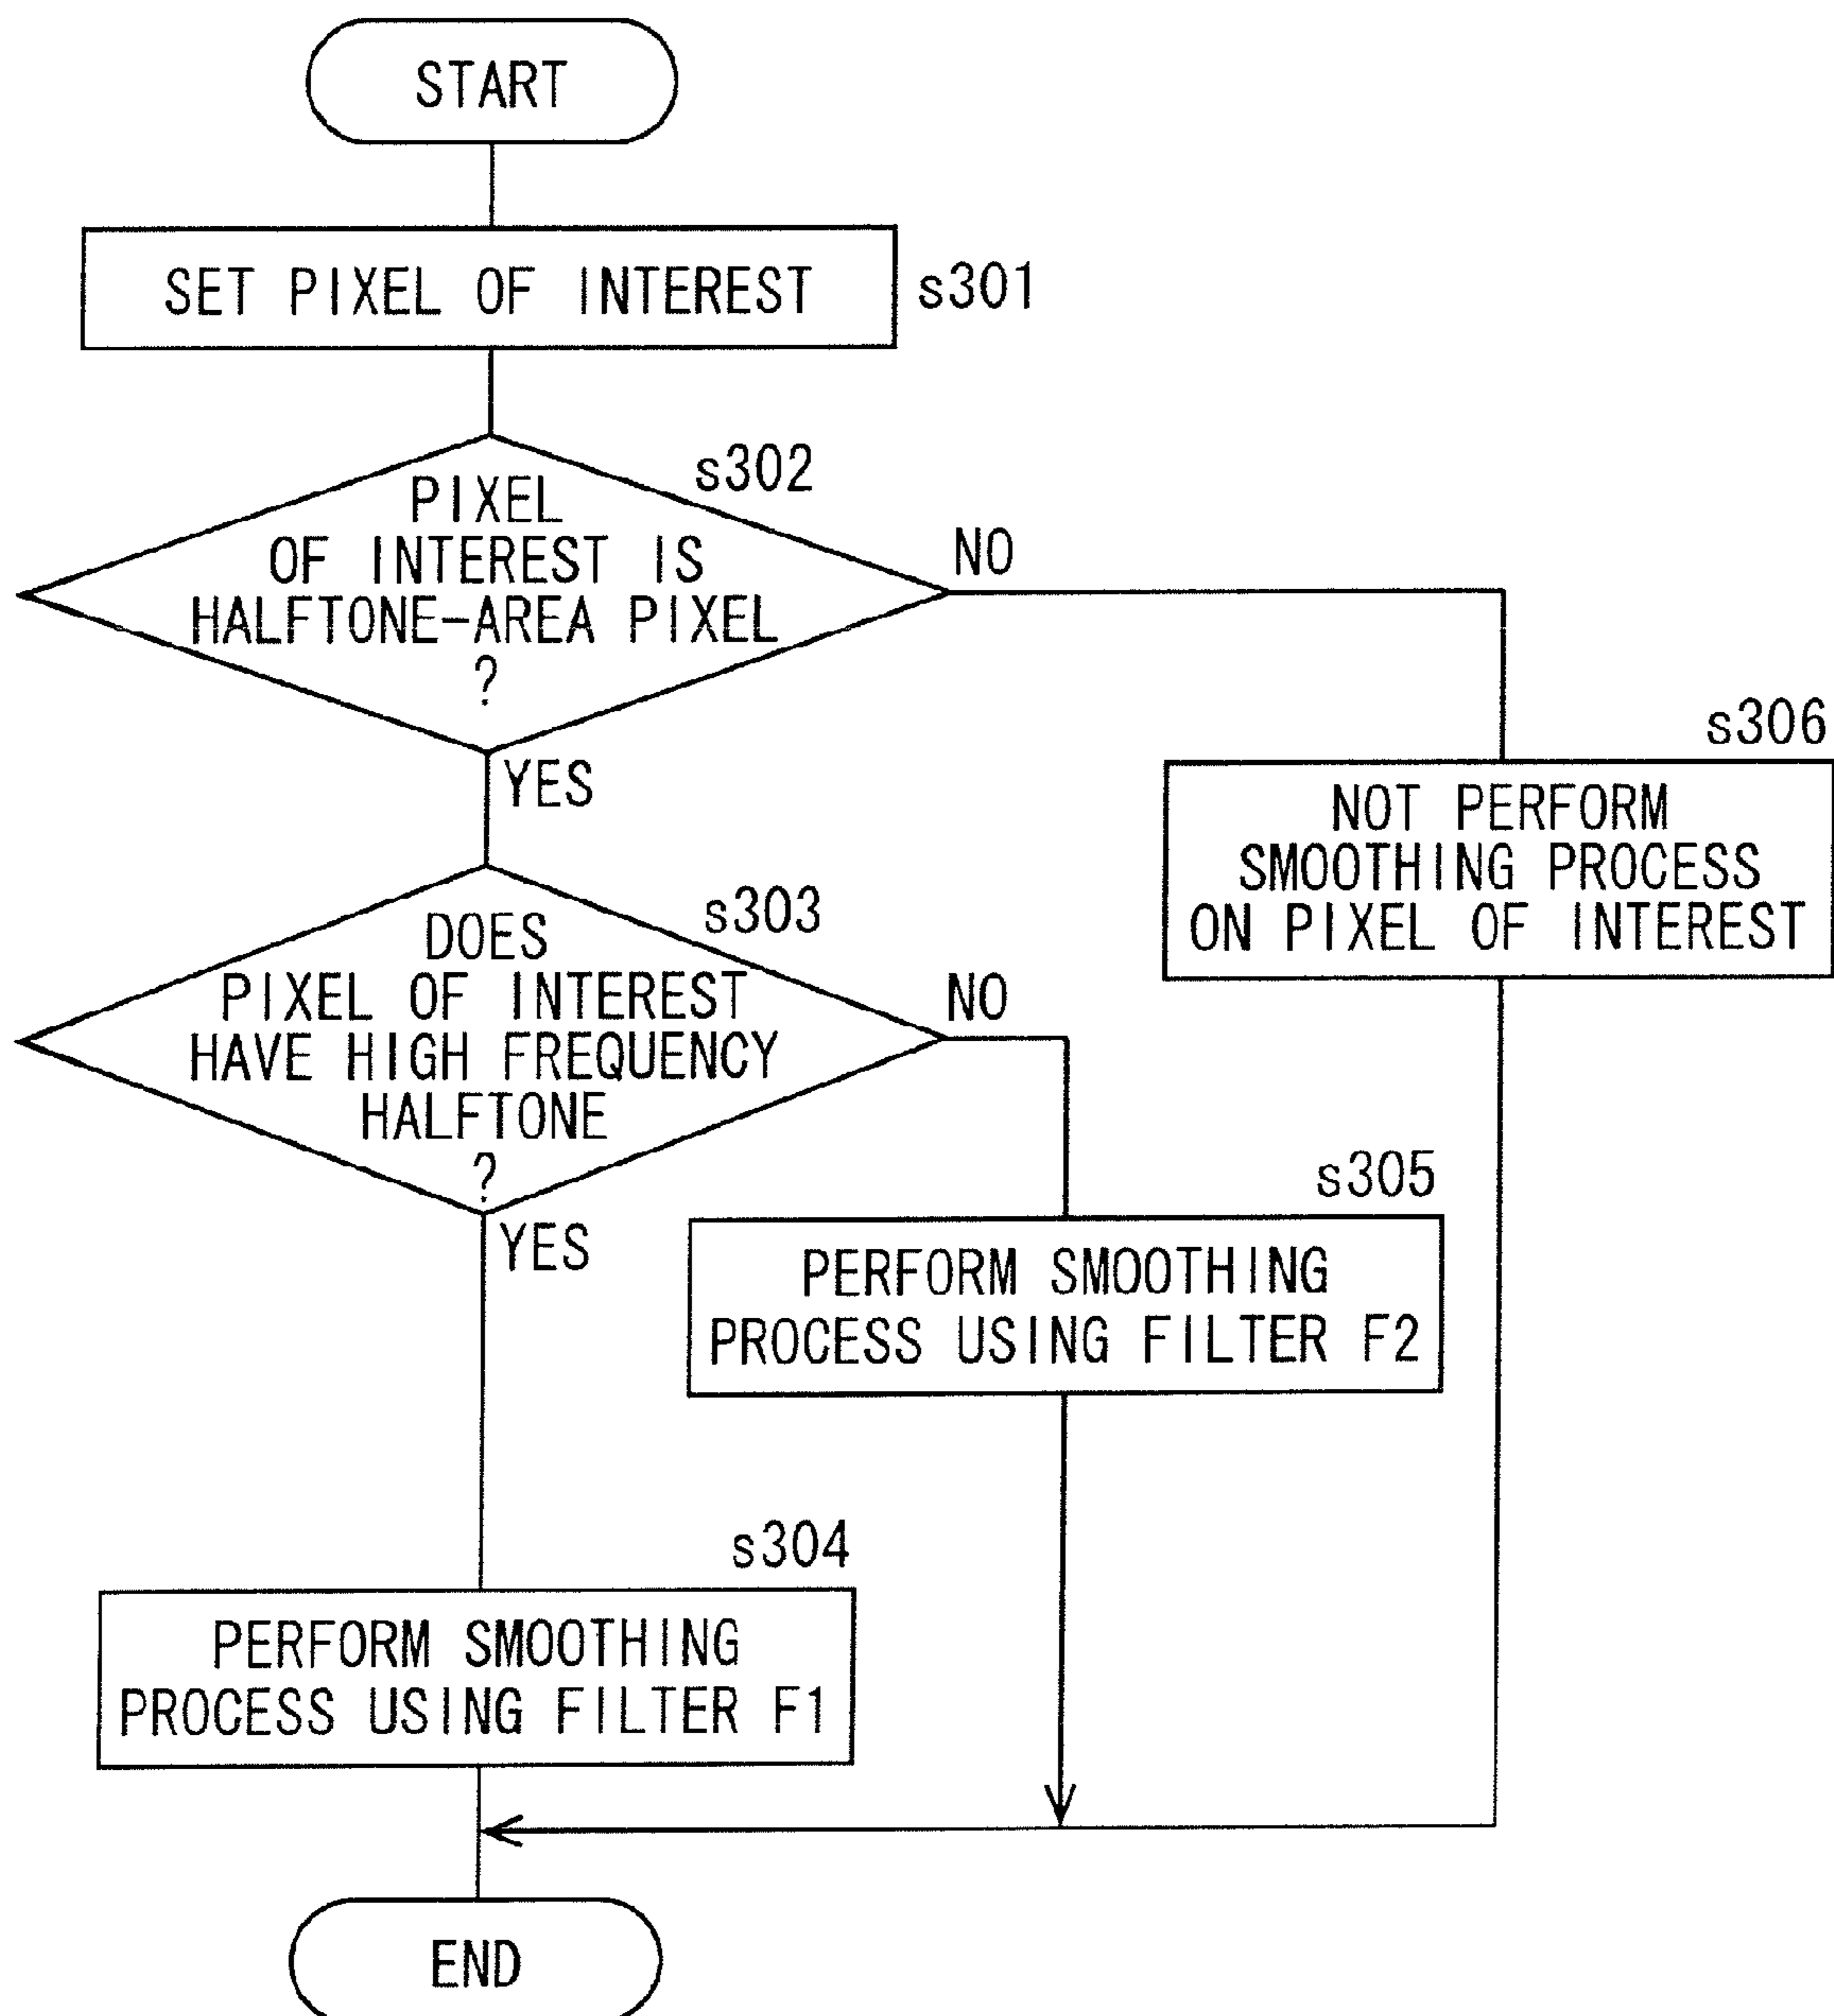 START
SET PIXEL OF INTEREST
s301
s302
PIXEL
OF INTEREST IS
HALFTONE-AREA PIXEL
?
NO
YES
s306
NOT PERFORM
SMOOTHING PROCESS
ON PIXEL OF INTEREST
s303
DOES
PIXEL OF INTEREST
HAVE HIGH FREQUENCY
HALFTONE
?
NO
YES
s305
PERFORM SMOOTHING
PROCESS USING FILTER F2
s304
PERFORM SMOOTHING
PROCESS USING FILTER F1
END